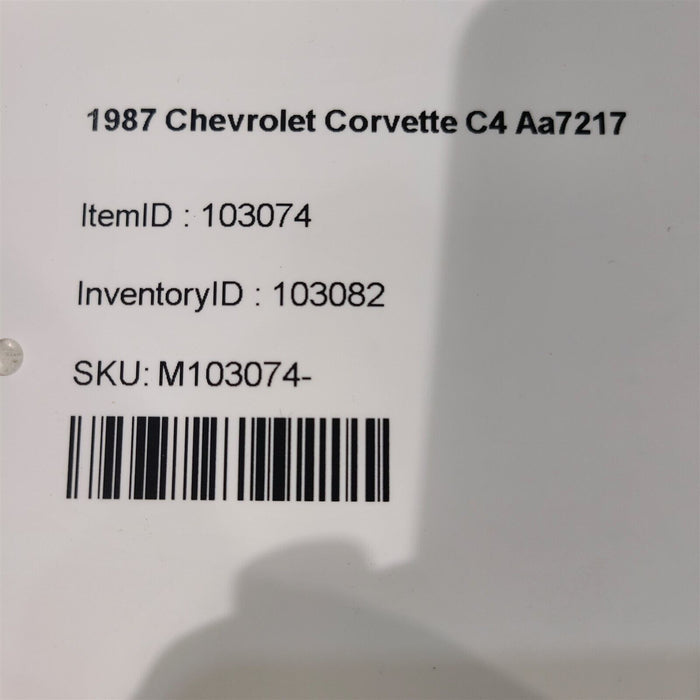 1987 Chevrolet Corvette C4 Aa7217
ItemID : 103074
InventoryID : 103082
SKU: M103074-